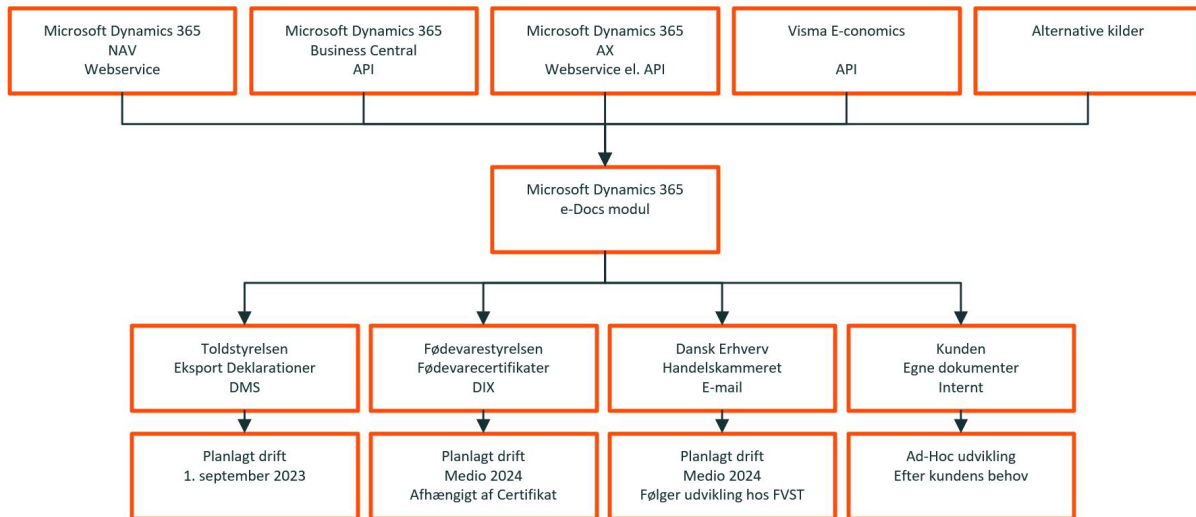 Microsoft Dynamics 365
NAV
Webservice
Microsoft Dynamics 365
Business Central
API
Microsoft Dynamics 365
AX
Webservice el. API
Visma E-conomics
API
Alternative kilder
Microsoft Dynamics 365
e-Docs modul
Toldstyrelsen
Eksport Deklarationer
DMS
Fødevarestyrelsen
Fødevarecertifikater
DIX
Dansk Erhverv
Handelskammeret
E-mail
Kunden
Egne dokumenter
Internt
Planlagt drift
1. september 2023
Planlagt drift
Medio 2024
Afhængigt af Certifikat
Planlagt drift
Medio 2024
Følger udvikling hos FVST
Ad-Hoc udvikling
Efter kundens behov